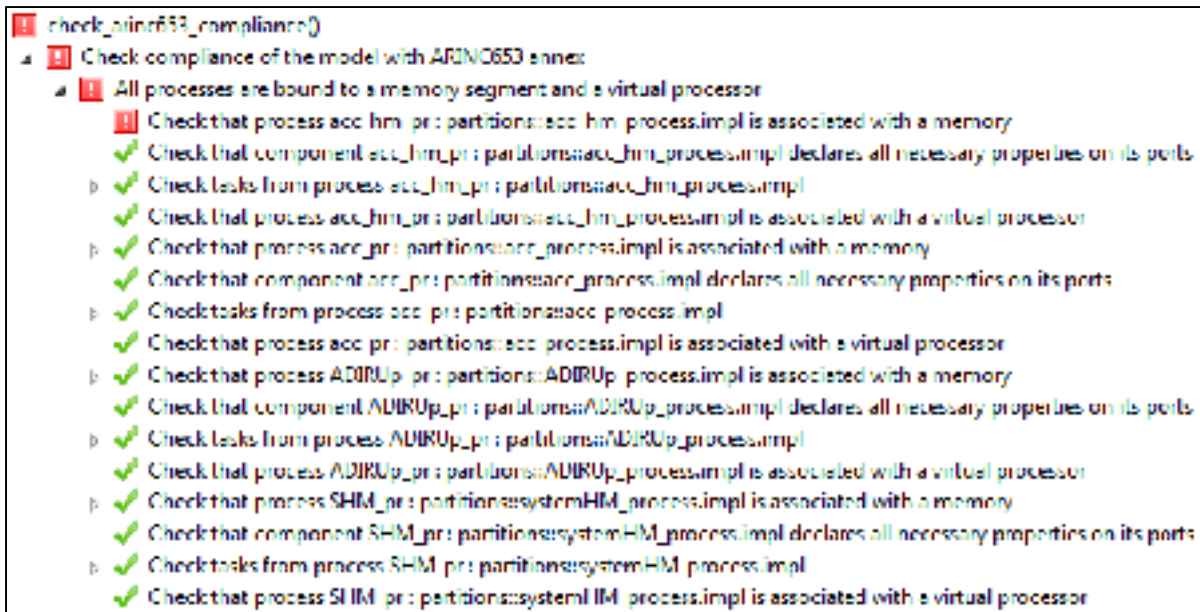 check_arinc653_compliance()
Check compliance of the model with ARINC653 annex
All processes are bound to a memory segment and a virtual processor
Check that process acc_hm_pr : partitions::acc_hm_process.impl is associated with a memory
Check that component acc_hm_pr : partitions::acc_hm_process.impl declares all necessary properties on its ports
Check tasks from process acc_hm_pr : partitions::acc_hm_process.impl
Check that process acc_hm_pr : partitions::acc_hm_process.impl is associated with a virtual processor
Check that process acc_pr : partitions::acc_process.impl is associated with a memory
Check that component acc_pr : partitions::acc_process.impl declares all necessary properties on its ports
Check tasks from process acc_pr : partitions::acc_process.impl
Check that process acc_pr : partitions::acc_process.impl is associated with a virtual processor
Check that process ADIRUp_pr : partitions::ADIRUp_process.impl is associated with a memory
Check that component ADIRUp_pr : partitions::ADIRUp_process.impl declares all necessary properties on its ports
Check tasks from process ADIRUp_pr : partitions::ADIRUp_process.impl
Check that process ADIRUp_pr : partitions::ADIRUp_process.impl is associated with a virtual processor
Check that process SHM_pr : partitions::systemHM_process.impl is associated with a memory
Check that component SHM_pr : partitions::systemHM_process.impl declares all necessary properties on its ports
Check tasks from process SHM_pr : partitions::systemHM_process.impl
Check that process SHM_pr : partitions::systemHM_process.impl is associated with a virtual processor